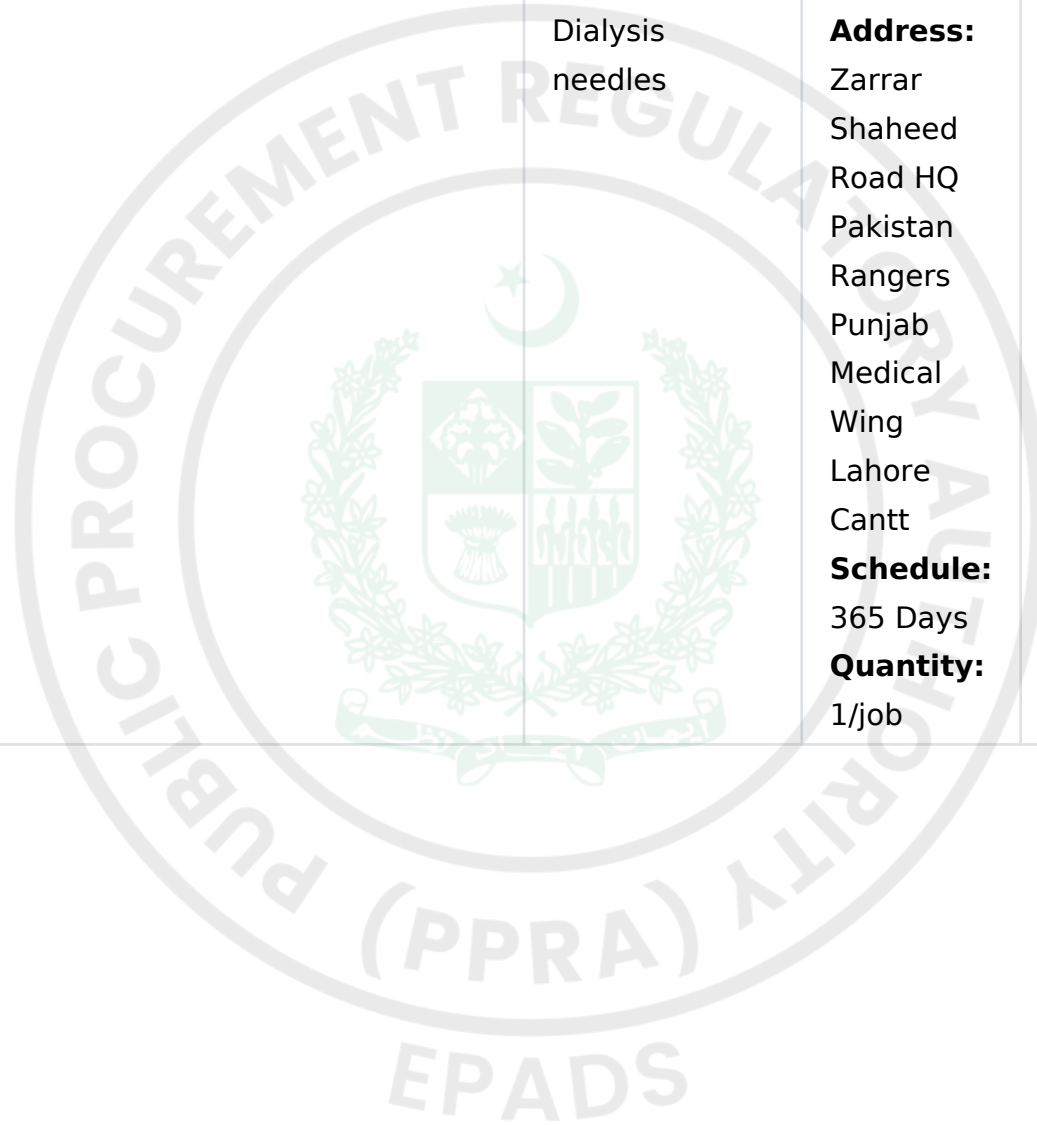 Dialysis
needles
Address:
Zarrar
Shaheed
Road HQ
Pakistan
Rangers
Punjab
Medical
Wing
Lahore
Cantt
Schedule:
365 Days
Quantity:
1/job
PUBLIC PROCUREMENT REGULATORY AUTHORITY
(PPRA)
EPADS